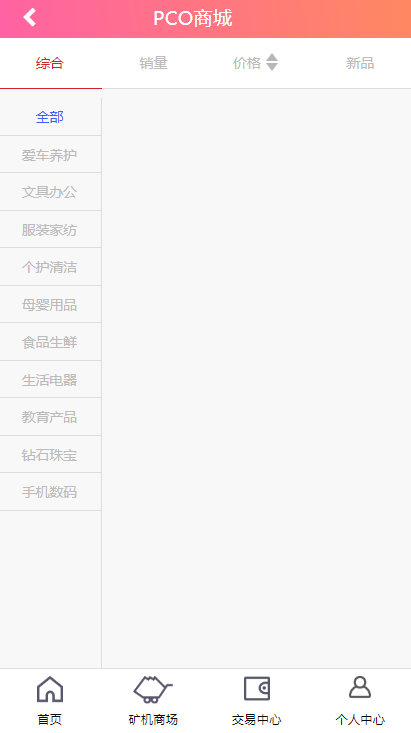 PCO商城
综合 销量 价格 新品
全部
爱车养护
文具办公
服装家纺
个护清洁
母婴用品
食品生鲜
生活电器
教育产品
钻石珠宝
手机数码
首页 矿机商场 交易中心 个人中心